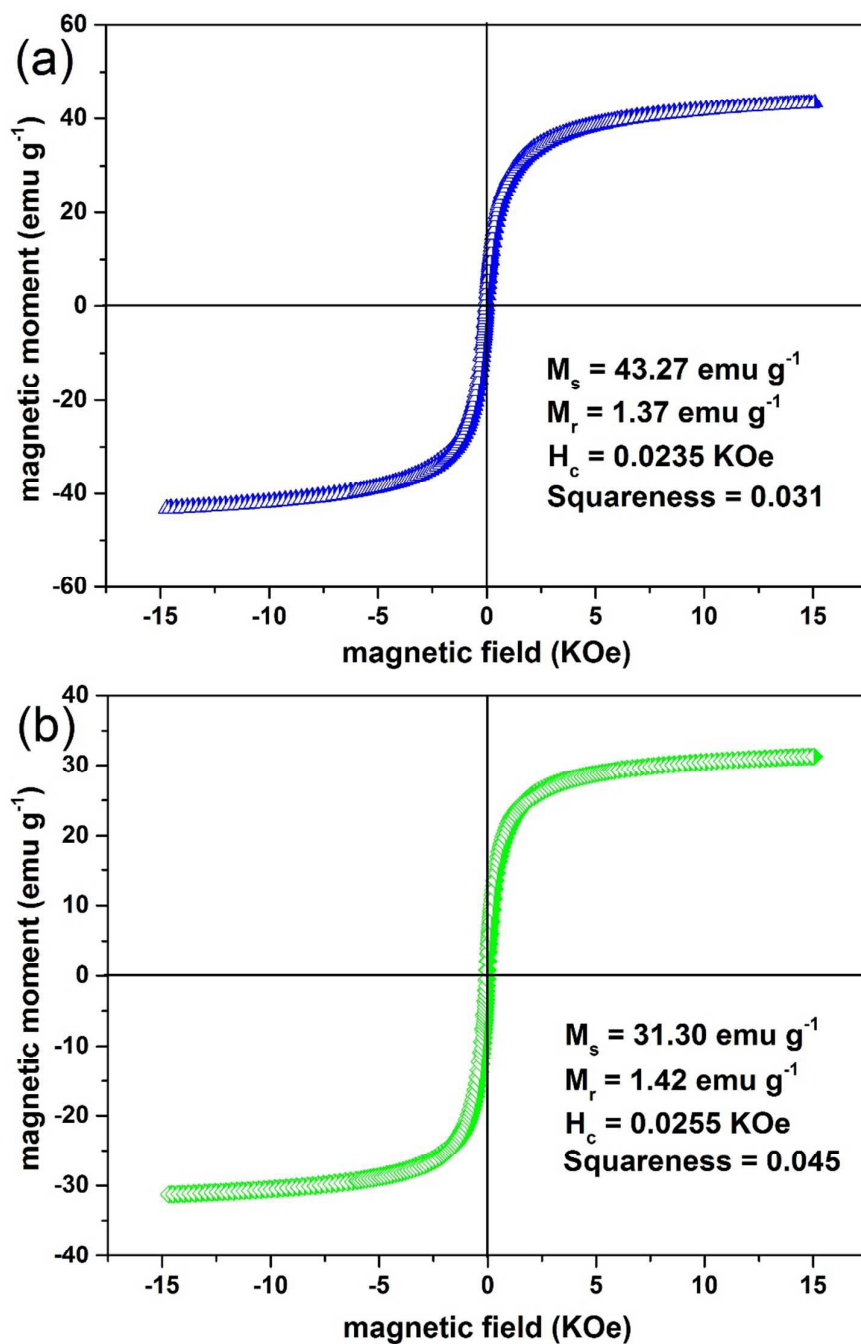 (a)
60
40
20
0
-20
-40
-60
magnetic moment (emu g⁻¹)
Mₛ = 43.27 emu g⁻¹
Mᵣ = 1.37 emu g⁻¹
H_c = 0.0235 KOe
Squareness = 0.031
-15 -10 -5 0 5 10 15
magnetic field (KOe)
(b)
40
30
20
10
0
-10
-20
-30
-40
magnetic moment (emu g⁻¹)
Mₛ = 31.30 emu g⁻¹
Mᵣ = 1.42 emu g⁻¹
H_c = 0.0255 KOe
Squareness = 0.045
-15 -10 -5 0 5 10 15
magnetic field (KOe)